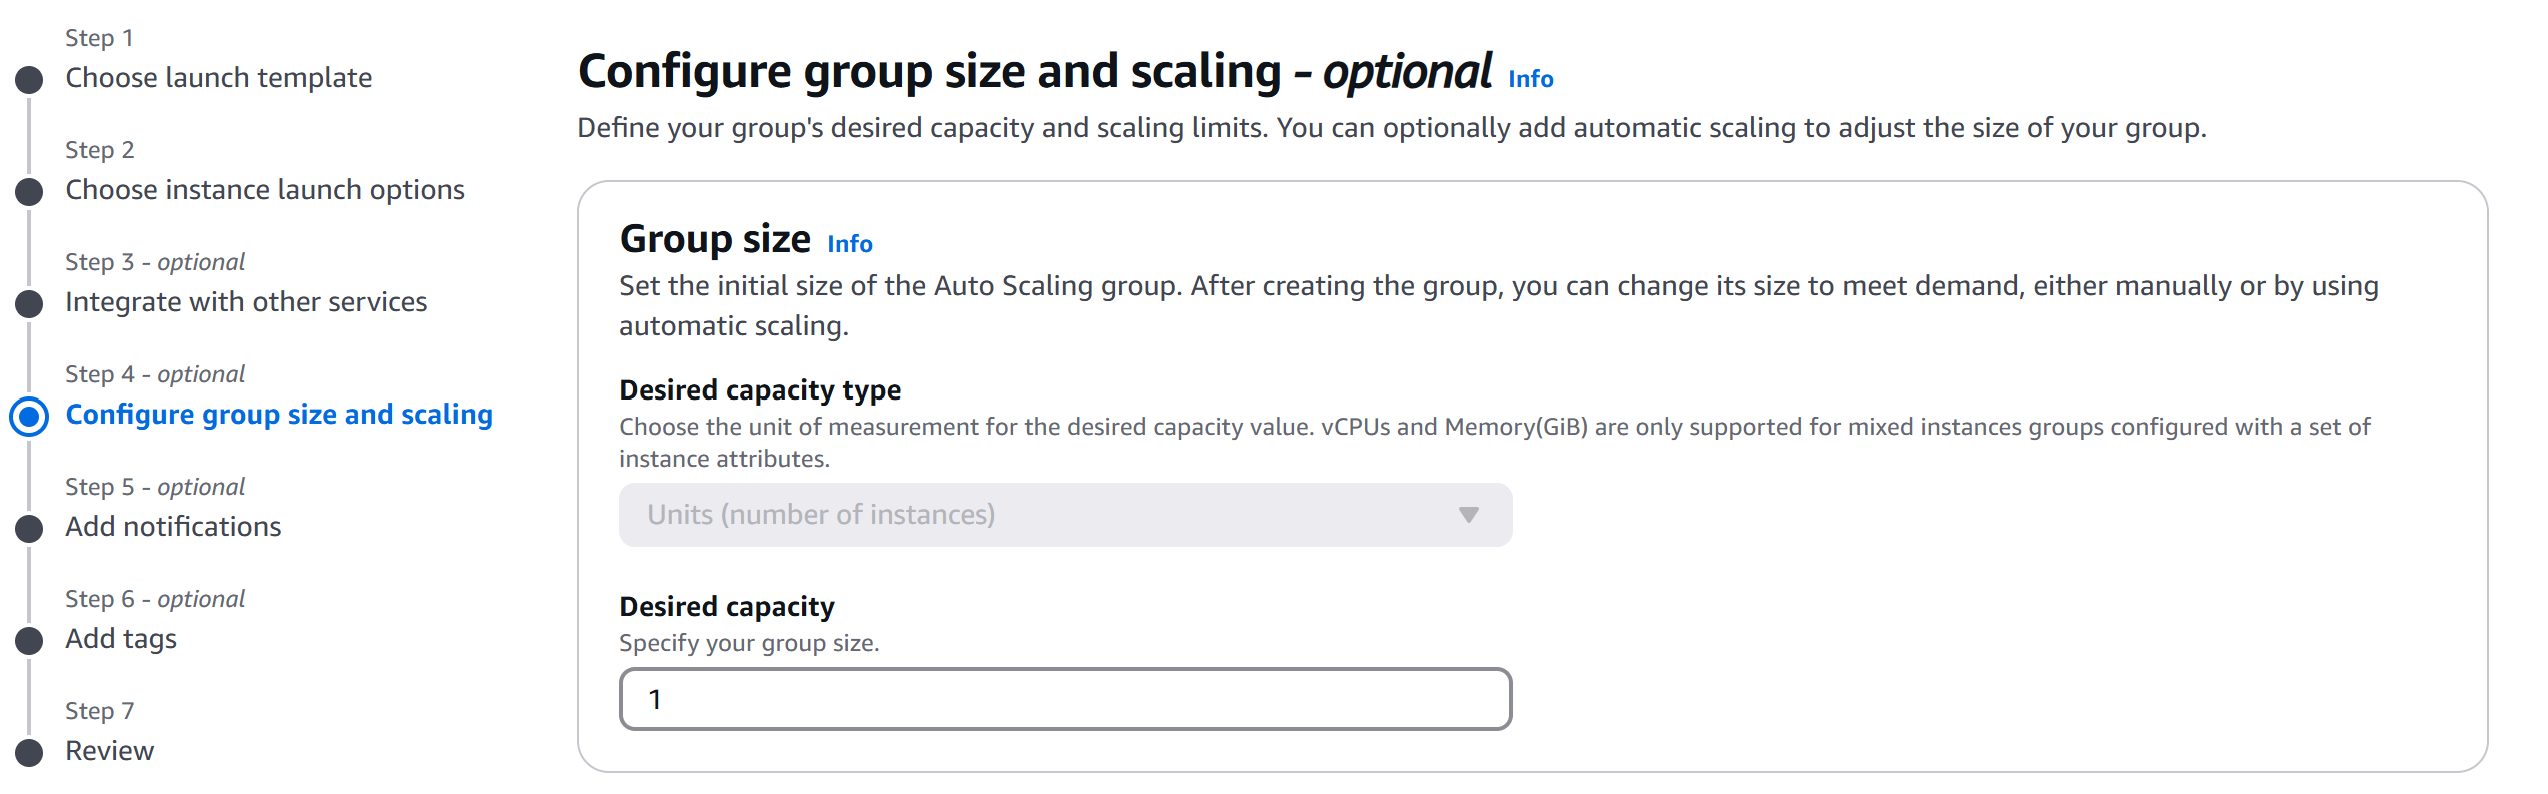 Step 1
Choose launch template
Step 2
Choose instance launch options
Step 3 - optional
Integrate with other services
Step 4 - optional
Configure group size and scaling
Step 5 - optional
Add notifications
Step 6 - optional
Add tags
Step 7
Review
Configure group size and scaling - optional Info
Define your group's desired capacity and scaling limits. You can optionally add automatic scaling to adjust the size of your group.
Group size Info
Set the initial size of the Auto Scaling group. After creating the group, you can change its size to meet demand, either manually or by using
automatic scaling.
Desired capacity type
Choose the unit of measurement for the desired capacity value. vCPUs and Memory(GiB) are only supported for mixed instances groups configured with a set of
instance attributes.
Units (number of instances)
Desired capacity
Specify your group size.
1